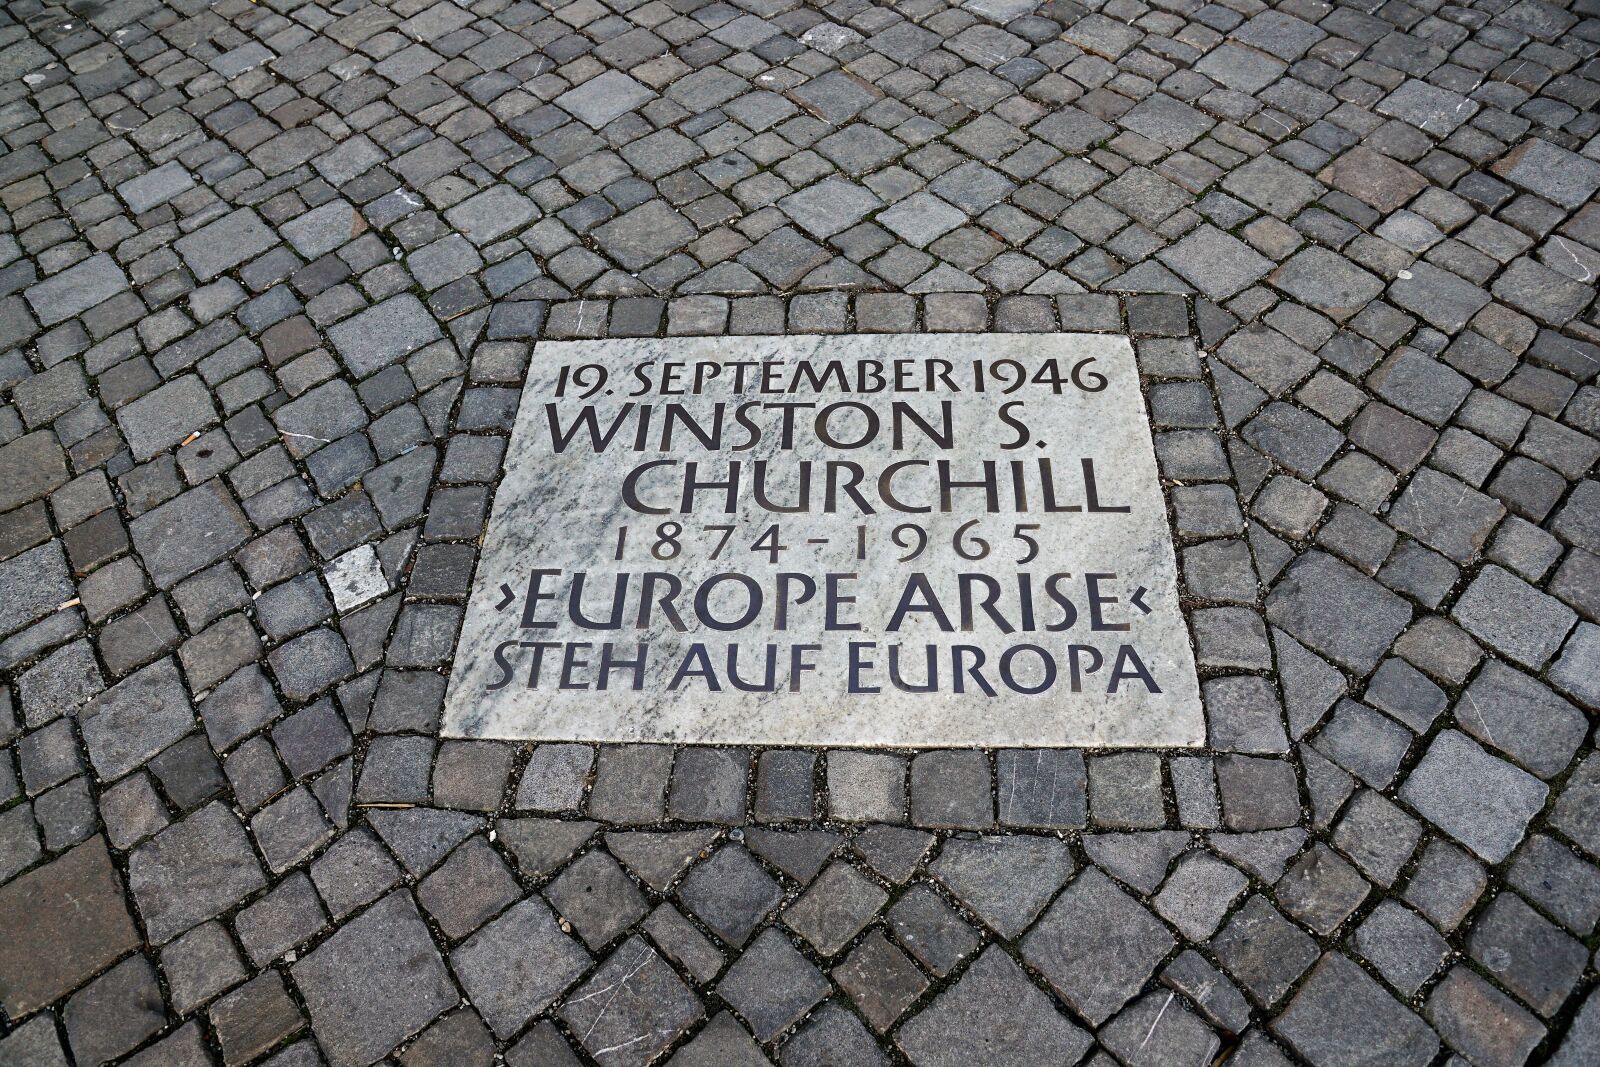 19. SEPTEMBER 1946
WINSTON S.
CHURCHILL
1874-1965
›EUROPE ARISE‹
STEH AUF EUROPA